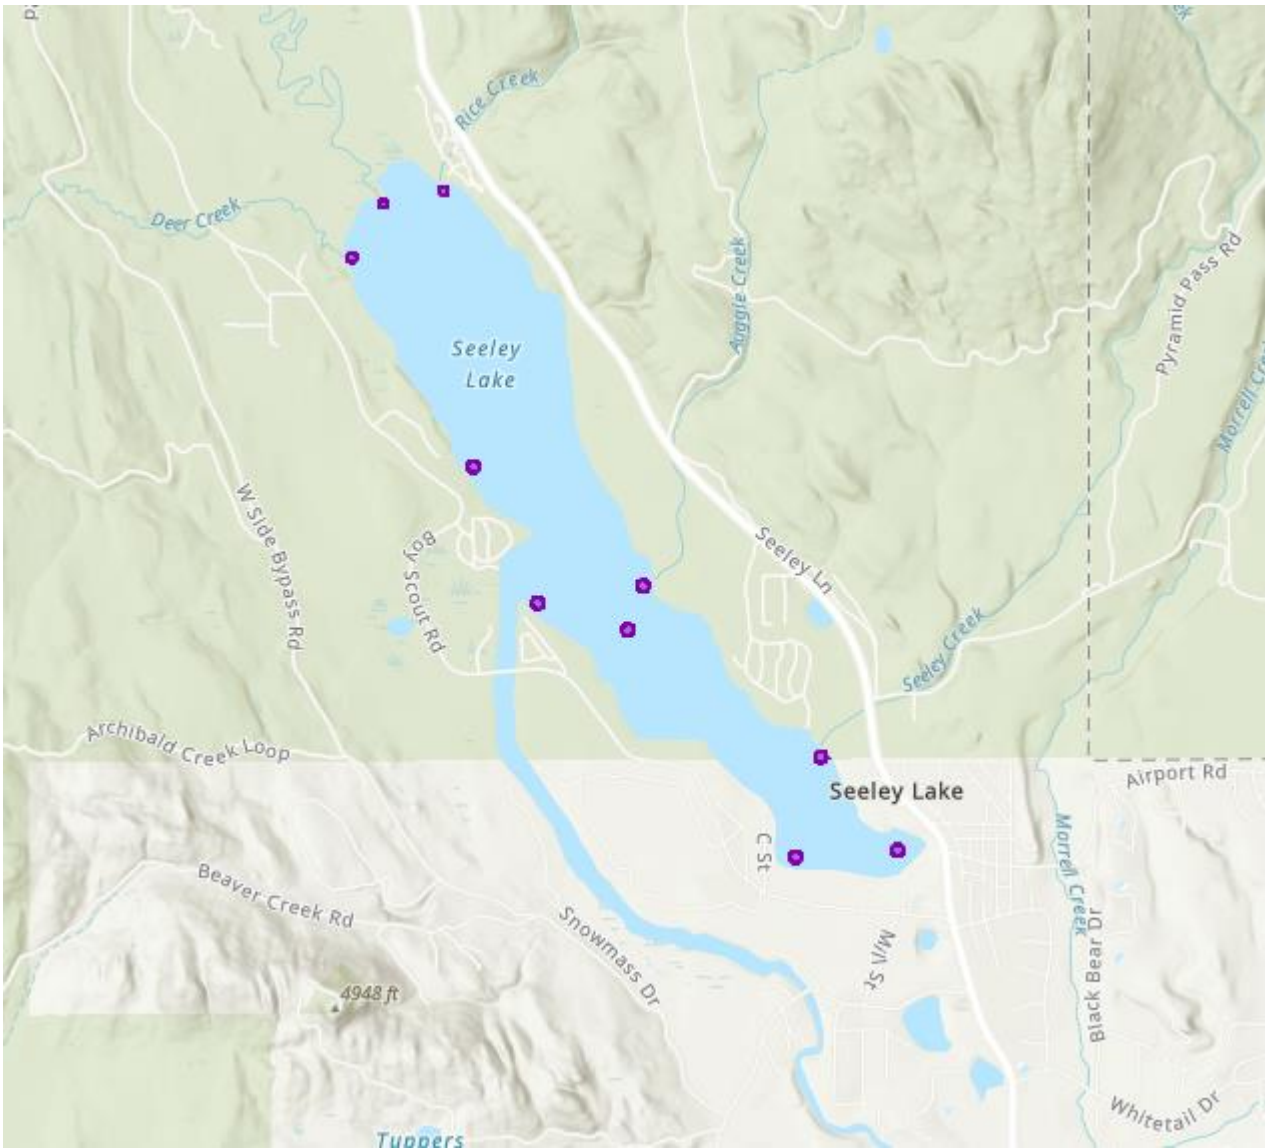 Rice Creek
Deer Creek
Auggie Creek
Pyramid Pass Rd
Morrell
Seeley
Lake
W Side Bypass Rd
Boy Scout Rd
Seeley Ln
Seeley Creek
Archibald Creek Loop
Seeley Lake
Airport Rd
C St
Morrell Creek
Beaver Creek Rd
Snowmass Dr
Mill St
Black Bear Dr
4948 ft
Whitetail Dr
Tuppers